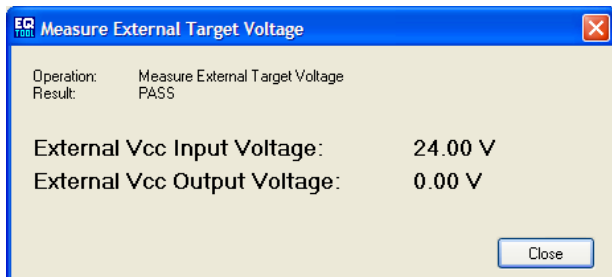 EQ TOOL Measure External Target Voltage
Operation: Measure External Target Voltage
Result: PASS
External Vcc Input Voltage: 24.00 V
External Vcc Output Voltage: 0.00 V
Close